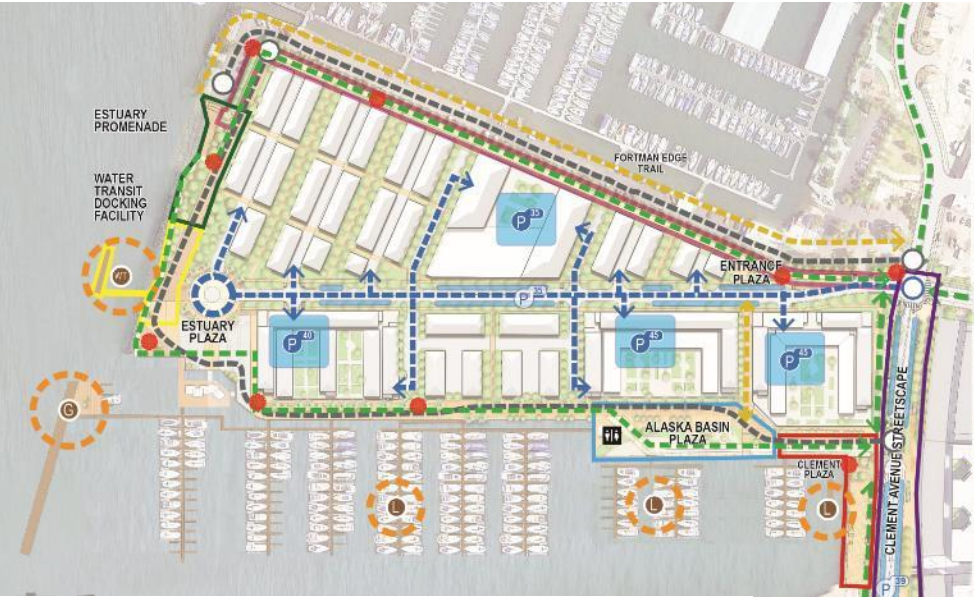 ESTUARY
PROMENADE
WATER
TRANSIT
DOCKING
FACILITY
WT
ESTUARY
PLAZA
G
FORTMAN EDGE
TRAIL
P 35
P 35
ENTRANCE
PLAZA
P 40
P 45
P 45
ALASKA BASIN
PLAZA
CLEMENT
PLAZA
CLEMENT AVENUE STREETSCAPE
L
L
L
P 39